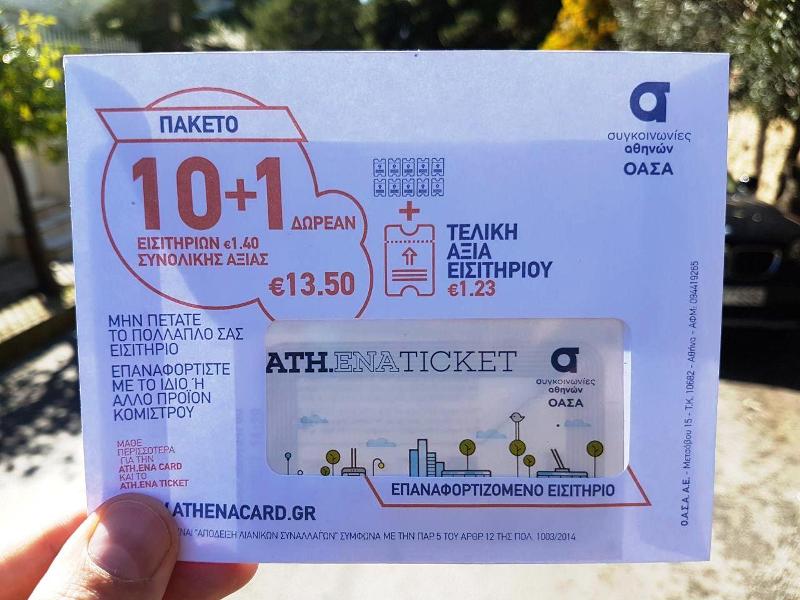 ΠΑΚΕΤΟ
10+1
ΔΩΡΕΑΝ
ΕΙΣΙΤΗΡΙΩΝ €1.40
ΣΥΝΟΛΙΚΗΣ ΑΞΙΑΣ
€13.50
+
ΤΕΛΙΚΗ
ΑΞΙΑ
ΕΙΣΙΤΗΡΙΟΥ
€1.23
συγκοινωνίες
αθηνών
ΟΑΣΑ
ΜΗΝ ΠΕΤΑΤΕ
ΤΟ ΠΟΛΛΑΠΛΟ ΣΑΣ
ΕΙΣΙΤΗΡΙΟ
ΕΠΑΝΑΦΟΡΤΙΣΤΕ
ΜΕ ΤΟ ΙΔΙΟ Ή
ΑΛΛΟ ΠΡΟΪΟΝ
ΚΟΜΙΣΤΡΟΥ
ΜΑΘΕ
ΠΕΡΙΣΣΟΤΕΡΑ
ΓΙΑ ΤΗΝ
ATH.ENA CARD
ΚΑΙ ΤΟ
ATH.ENA TICKET
ATH.ENA TICKET
συγκοινωνίες
αθηνών
ΟΑΣΑ
ΕΠΑΝΑΦΟΡΤΙΖΟΜΕΝΟ ΕΙΣΙΤΗΡΙΟ
ATHENACARD.GR
"ΑΠΟΔΕΙΞΗ ΛΙΑΝΙΚΩΝ ΣΥΝΑΛΛΑΓΩΝ" ΣΥΜΦΩΝΑ ΜΕ ΤΗΝ ΠΑΡ 5 ΤΟΥ ΑΡΘΡ 12 ΤΗΣ ΠΟΛ. 1003/2014
Ο.Α.Σ.Α. Α.Ε. - Μετσόβου 15 - Τ.Κ. 10682 - Αθήνα - ΑΦΜ: 094419265